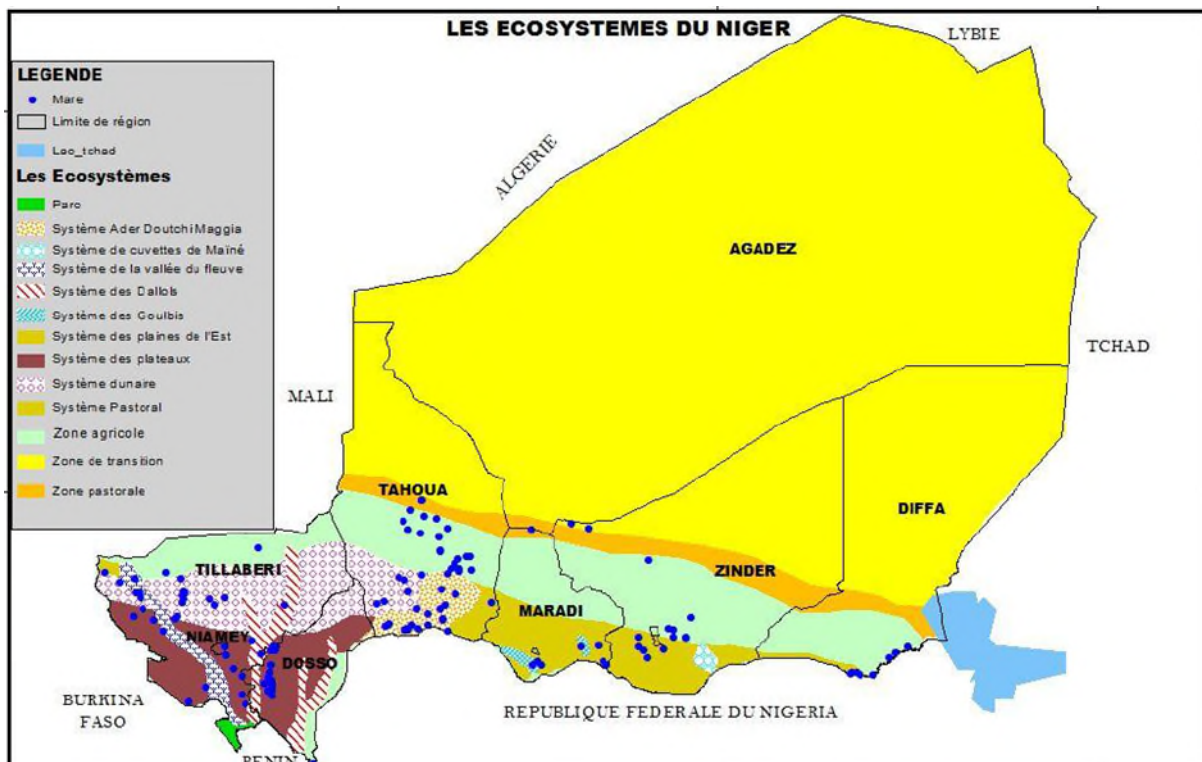 LES ECOSYSTEMES DU NIGER
LYBIE
LEGENDE
Mare
Limite de région
Lac_tchad
Les Ecosystèmes
Parc
Système Ader Doutchi Maggia
Système de cuvettes de Maïné
Système de la vallée du fleuve
Système des Dallols
Système des Goulbis
Système des plaines de l'Est
Système des plateaux
Système dunaire
Système Pastoral
Zone agricole
Zone de transition
Zone pastorale
ALGERIE
AGADEZ
TCHAD
MALI
TAHOUA
DIFFA
TILLABERI
ZINDER
MARADI
NIAMEY
DOSSO
BURKINA
FASO
REPUBLIQUE FEDERALE DU NIGERIA
BENIN